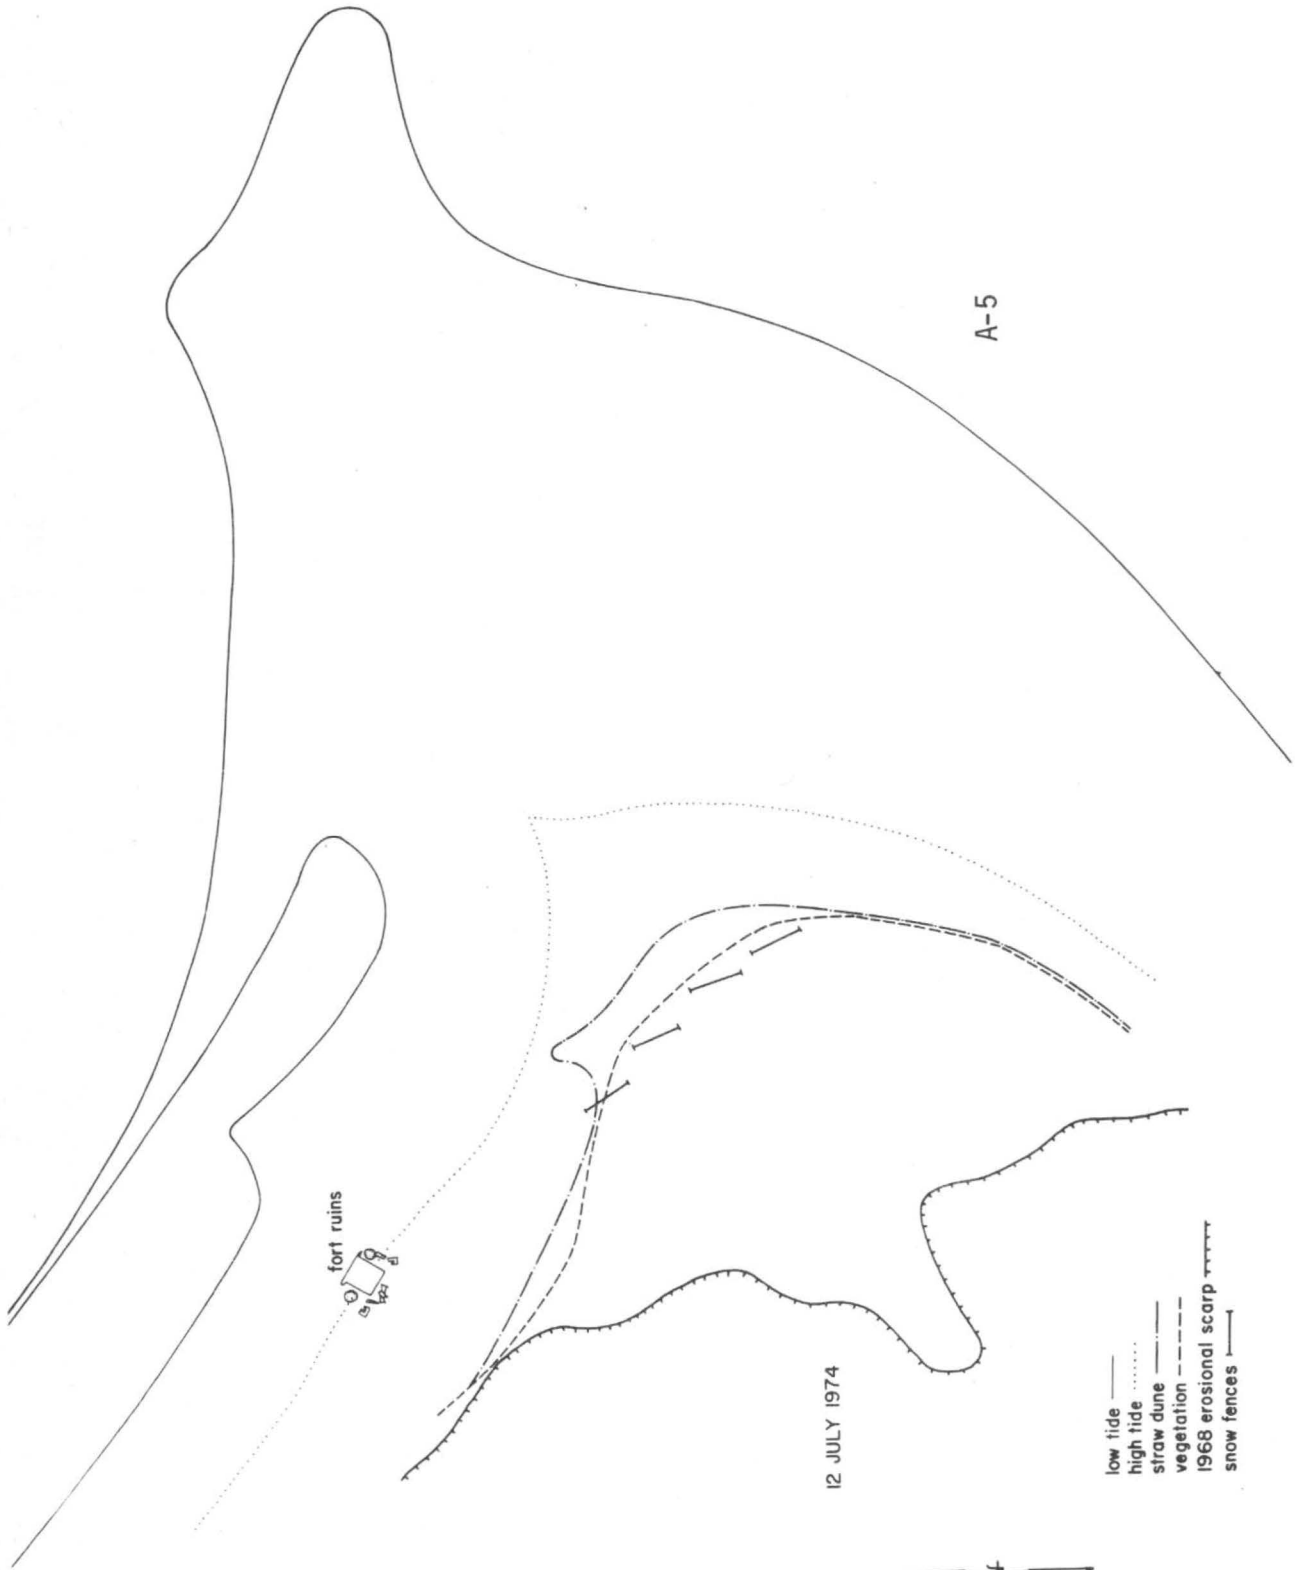 A-5
fort ruins
12 JULY 1974
low tide
high tide
straw dune
vegetation
1968 erosional scarp
snow fences